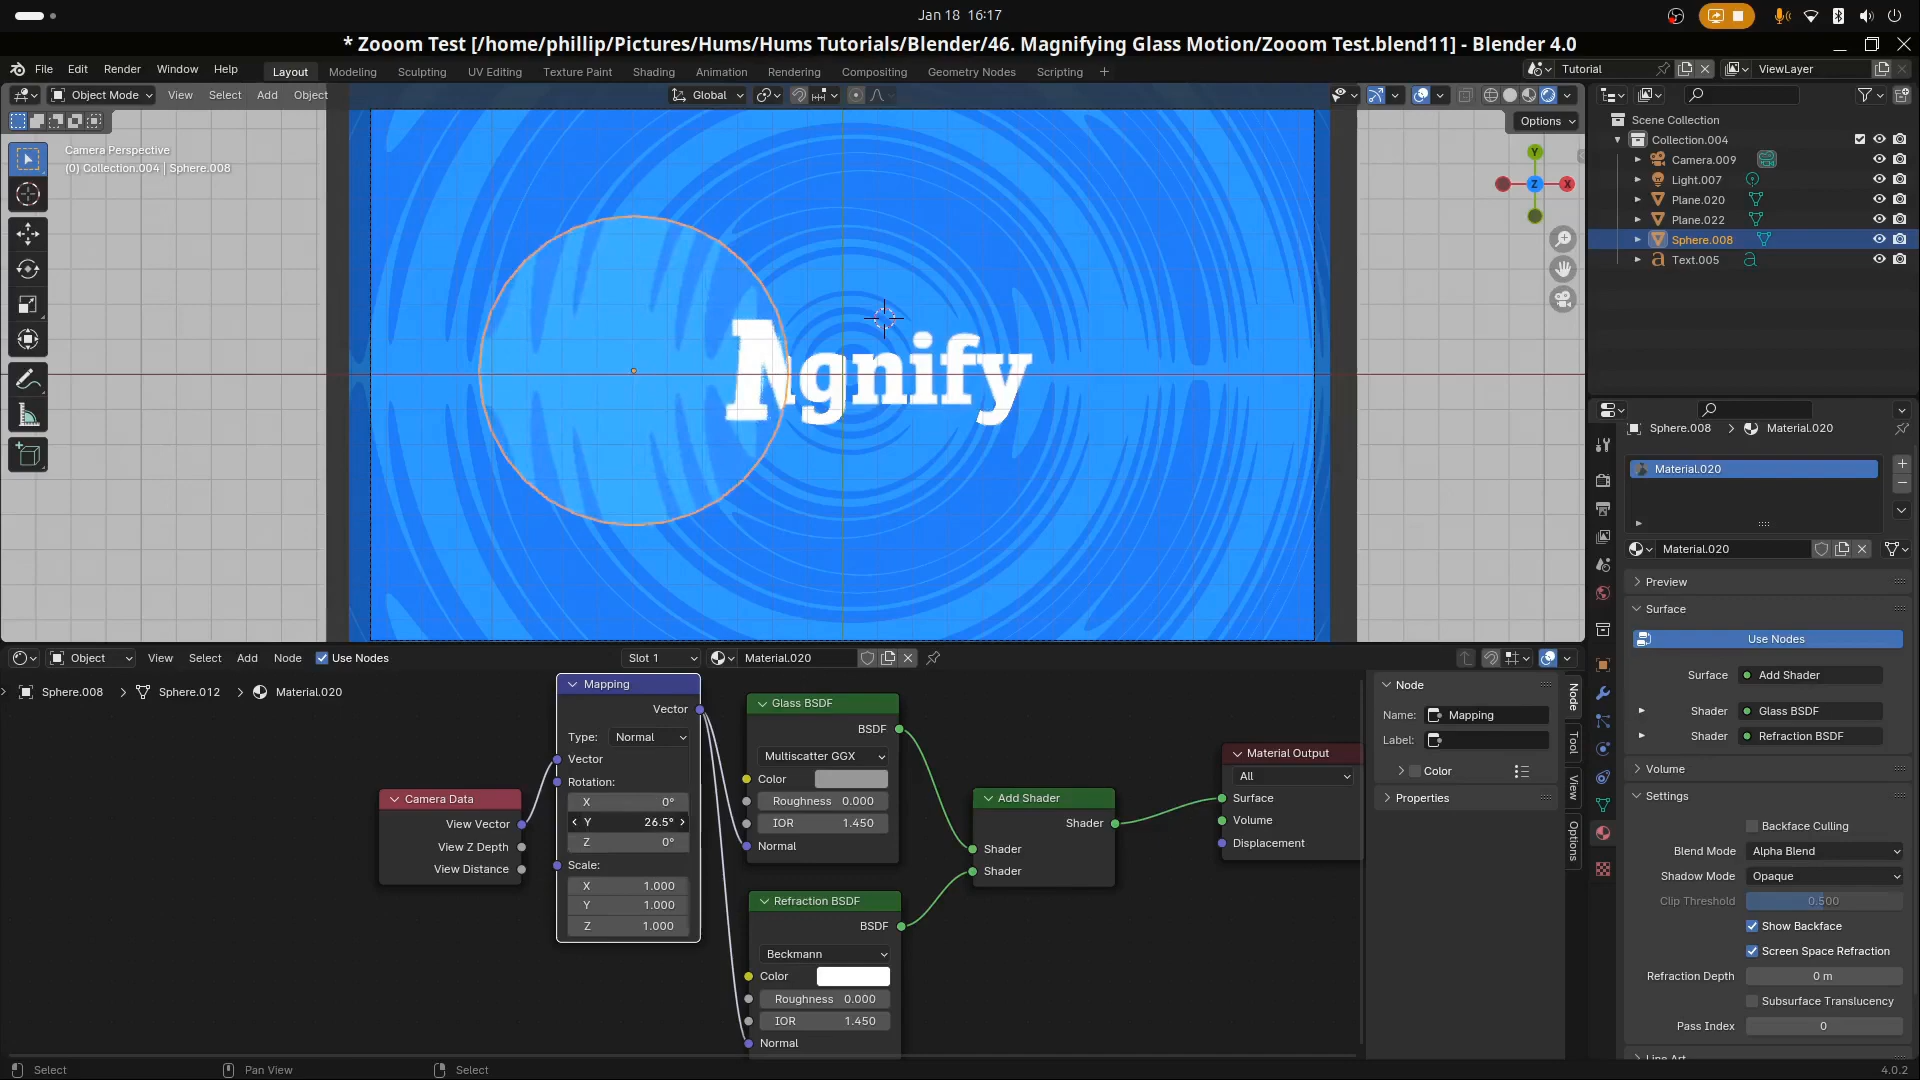 Jan 18 16:17
* Zooom Test [/home/phillip/Pictures/Hums/Hums Tutorials/Blender/46. Magnifying Glass Motion/Zooom Test.blend11] - Blender 4.0
File Edit Render Window Help Layout Modeling Sculpting UV Editing Texture Paint Shading Animation Rendering Compositing Geometry Nodes Scripting + Tutorial ViewLayer
Object Mode View Select Add Object Global
Options
Camera Perspective
(0) Collection.004 | Sphere.008
Y
Z X
gnify
Scene Collection
Collection.004
Camera.009
Light.007
Plane.020
Plane.022
Sphere.008
Text.005
Sphere.008 > Material.020
Material.020
Material.020
Preview
Surface
Use Nodes
Surface Add Shader
Shader Glass BSDF
Shader Refraction BSDF
Volume
Settings
Backface Culling
Blend Mode Alpha Blend
Shadow Mode Opaque
Clip Threshold 0.500
Show Backface
Screen Space Refraction
Refraction Depth 0 m
Subsurface Translucency
Pass Index 0
Line Art
Object View Select Add Node Use Nodes Slot 1 Material.020
Sphere.008 > Sphere.012 > Material.020
Camera Data
View Vector
View Z Depth
View Distance
Mapping
Vector
Type: Normal
Vector
Rotation:
X 0°
Y 26.5°
Z 0°
Scale:
X 1.000
Y 1.000
Z 1.000
Glass BSDF
BSDF
Multiscatter GGX
Color
Roughness 0.000
IOR 1.450
Normal
Refraction BSDF
BSDF
Beckmann
Color
Roughness 0.000
IOR 1.450
Normal
Add Shader
Shader
Shader
Shader
Material Output
All
Surface
Volume
Displacement
Node
Name: Mapping
Label:
Color
Properties
Node
Tool
View
Options
Select Pan View Select 4.0.2